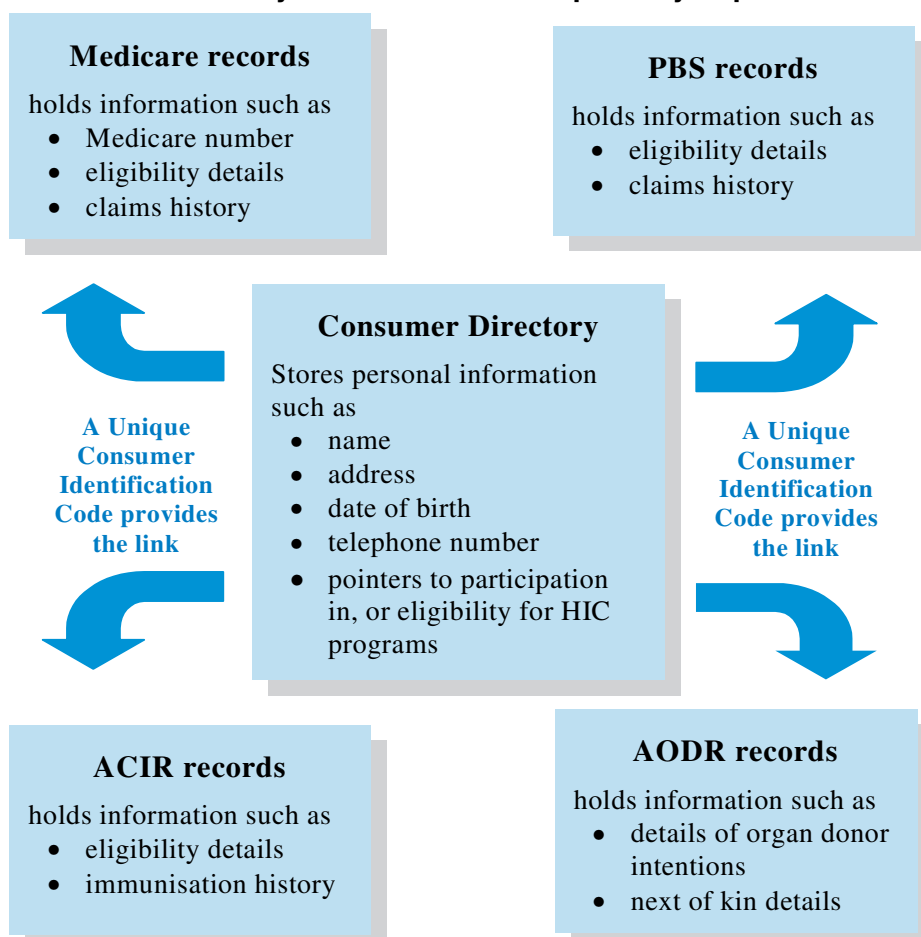 Medicare records
holds information such as
• Medicare number
• eligibility details
• claims history
PBS records
holds information such as
• eligibility details
• claims history
Consumer Directory
Stores personal information
such as
• name
• address
• date of birth
• telephone number
• pointers to participation
in, or eligibility for HIC
programs
A Unique
Consumer
Identification
Code provides
the link
A Unique
Consumer
Identification
Code provides
the link
ACIR records
holds information such as
• eligibility details
• immunisation history
AODR records
holds information such as
• details of organ donor
intentions
• next of kin details